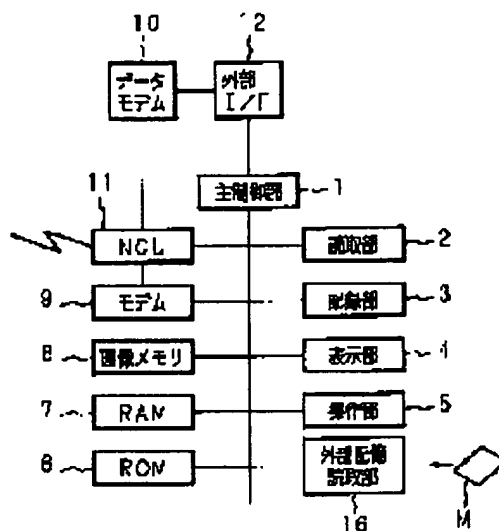 10
12
データ
モデム
外部
I/F
主制御部
1
11
NCL
読取部
2
9
モデム
記録部
3
8
画像メモリ
表示部
4
7
RAM
操作部
5
6
ROM
外部記憶
読取部
16
M